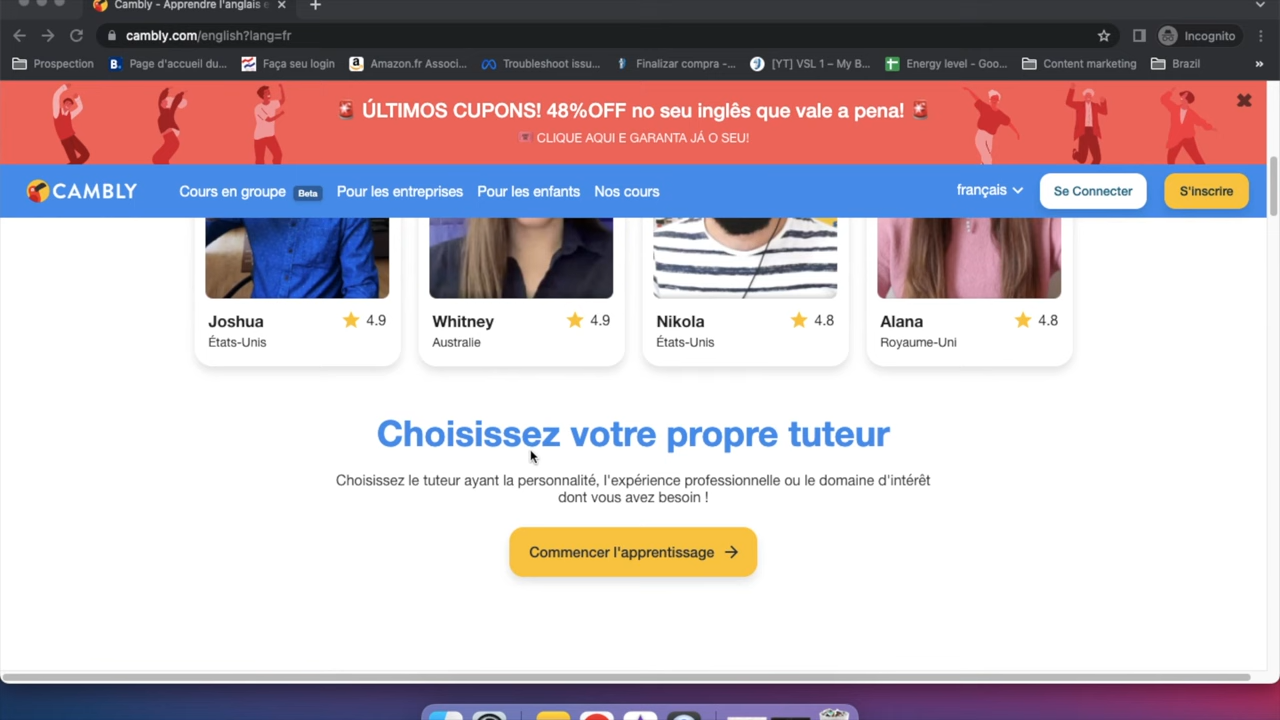 Cambly - Apprendre l'anglais e
cambly.com/english?lang=fr
Incognito
Prospection
Page d'accueil du...
Faça seu login
Amazon.fr Associ...
Troubleshoot issu...
Finalizar compra -...
[YT] VSL 1 – My B...
Energy level - Goo...
Content marketing
Brazil
ÚLTIMOS CUPONS! 48%OFF no seu inglês que vale a pena!
CLIQUE AQUI E GARANTA JÁ O SEU!
CAMBLY
Cours en groupe Beta
Pour les entreprises
Pour les enfants
Nos cours
français
Se Connecter
S'inscrire
Joshua 4.9
États-Unis
Whitney 4.9
Australie
Nikola 4.8
États-Unis
Alana 4.8
Royaume-Uni
Choisissez votre propre tuteur
Choisissez le tuteur ayant la personnalité, l'expérience professionnelle ou le domaine d'intérêt
dont vous avez besoin !
Commencer l'apprentissage →